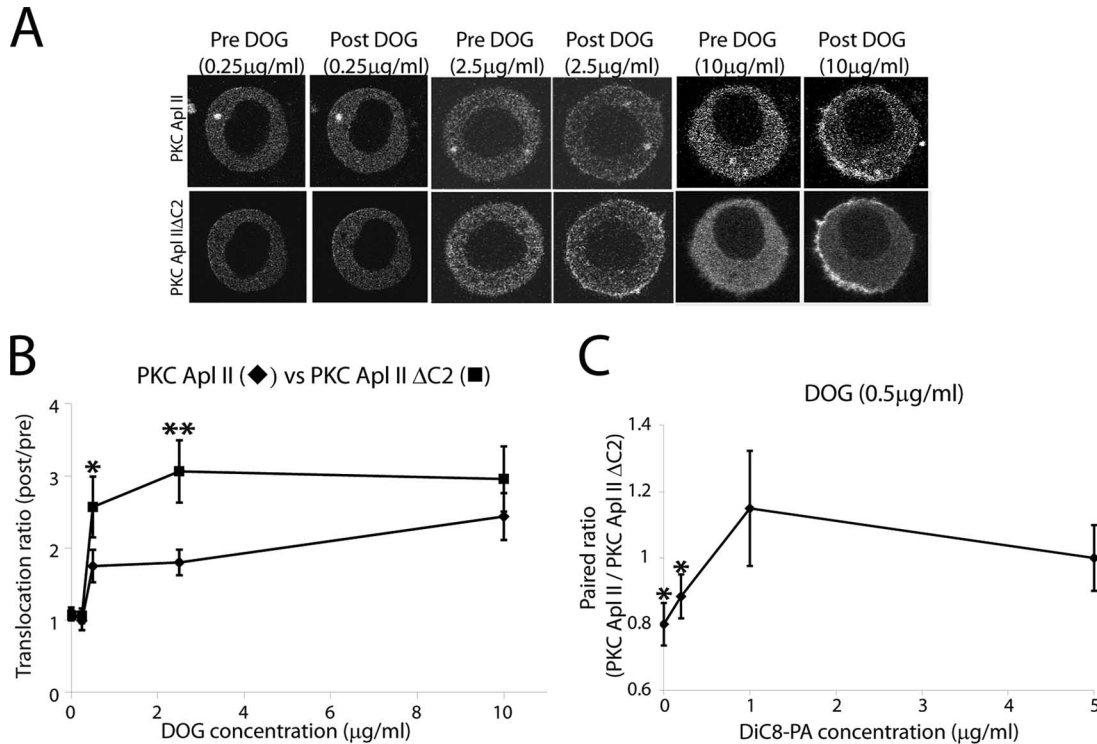 A
Pre DOG Post DOG Pre DOG Post DOG Pre DOG Post DOG
(0.25μg/ml) (0.25μg/ml) (2.5μg/ml) (2.5μg/ml) (10μg/ml) (10μg/ml)
PKC Apl II
PKC Apl IIΔC2
B
PKC Apl II (◆) vs PKC Apl II ΔC2 (■)
Translocation ratio (post/pre)
4
3
2
1
0
*
**
0 2 4 6 8 10
DOG concentration (μg/ml)
C
DOG (0.5μg/ml)
Paired ratio
(PKC Apl II / PKC Apl II ΔC2)
1.4
1.2
1
0.8
0.6
*
*
0 1 2 3 4 5
DiC8-PA concentration (μg/ml)